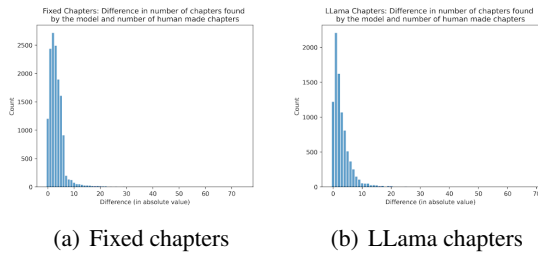 Fixed Chapters: Difference in number of chapters found
by the model and number of human made chapters
2500
2000
1500
1000
500
0
Count
0 10 20 30 40 50 60 70
Difference (in absolute value)
(a) Fixed chapters
LLama Chapters: Difference in number of chapters found
by the model and number of human made chapters
2000
1500
1000
500
0
Count
0 10 20 30 40 50 60 70
Difference (in absolute value)
(b) LLama chapters